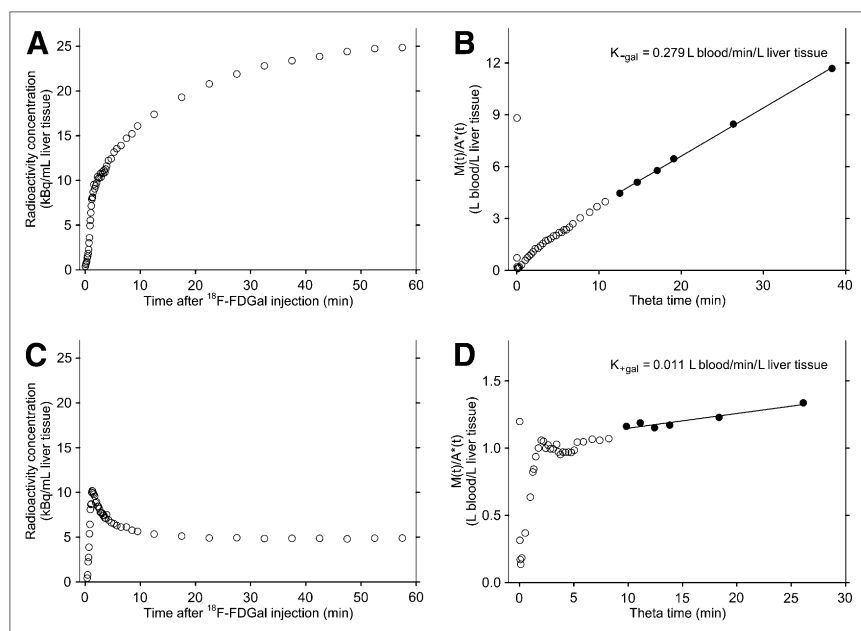 A
Radioactivity concentration
(kBq/mL liver tissue)
25
20
15
10
5
0
0 10 20 30 40 50 60
Time after ¹⁸F-FDGal injection (min)
B
K₋gal = 0.279 L blood/min/L liver tissue
M(t)/A*(t)
(L blood/L liver tissue)
12
9
6
3
0
0 10 20 30 40
Theta time (min)
C
Radioactivity concentration
(kBq/mL liver tissue)
25
20
15
10
5
0
0 10 20 30 40 50 60
Time after ¹⁸F-FDGal injection (min)
D
K₊gal = 0.011 L blood/min/L liver tissue
M(t)/A*(t)
(L blood/L liver tissue)
1.5
1.0
0.5
0.0
0 5 10 15 20 25 30
Theta time (min)